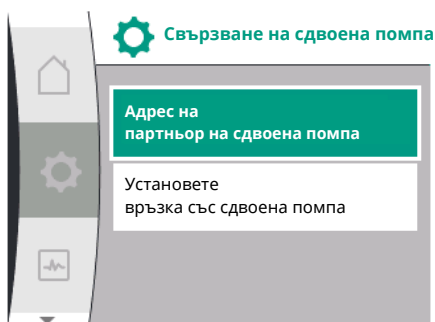 Свързване на сдвоена помпа
Адрес на
партньор на сдвоена помпа
Установете
връзка със сдвоена помпа